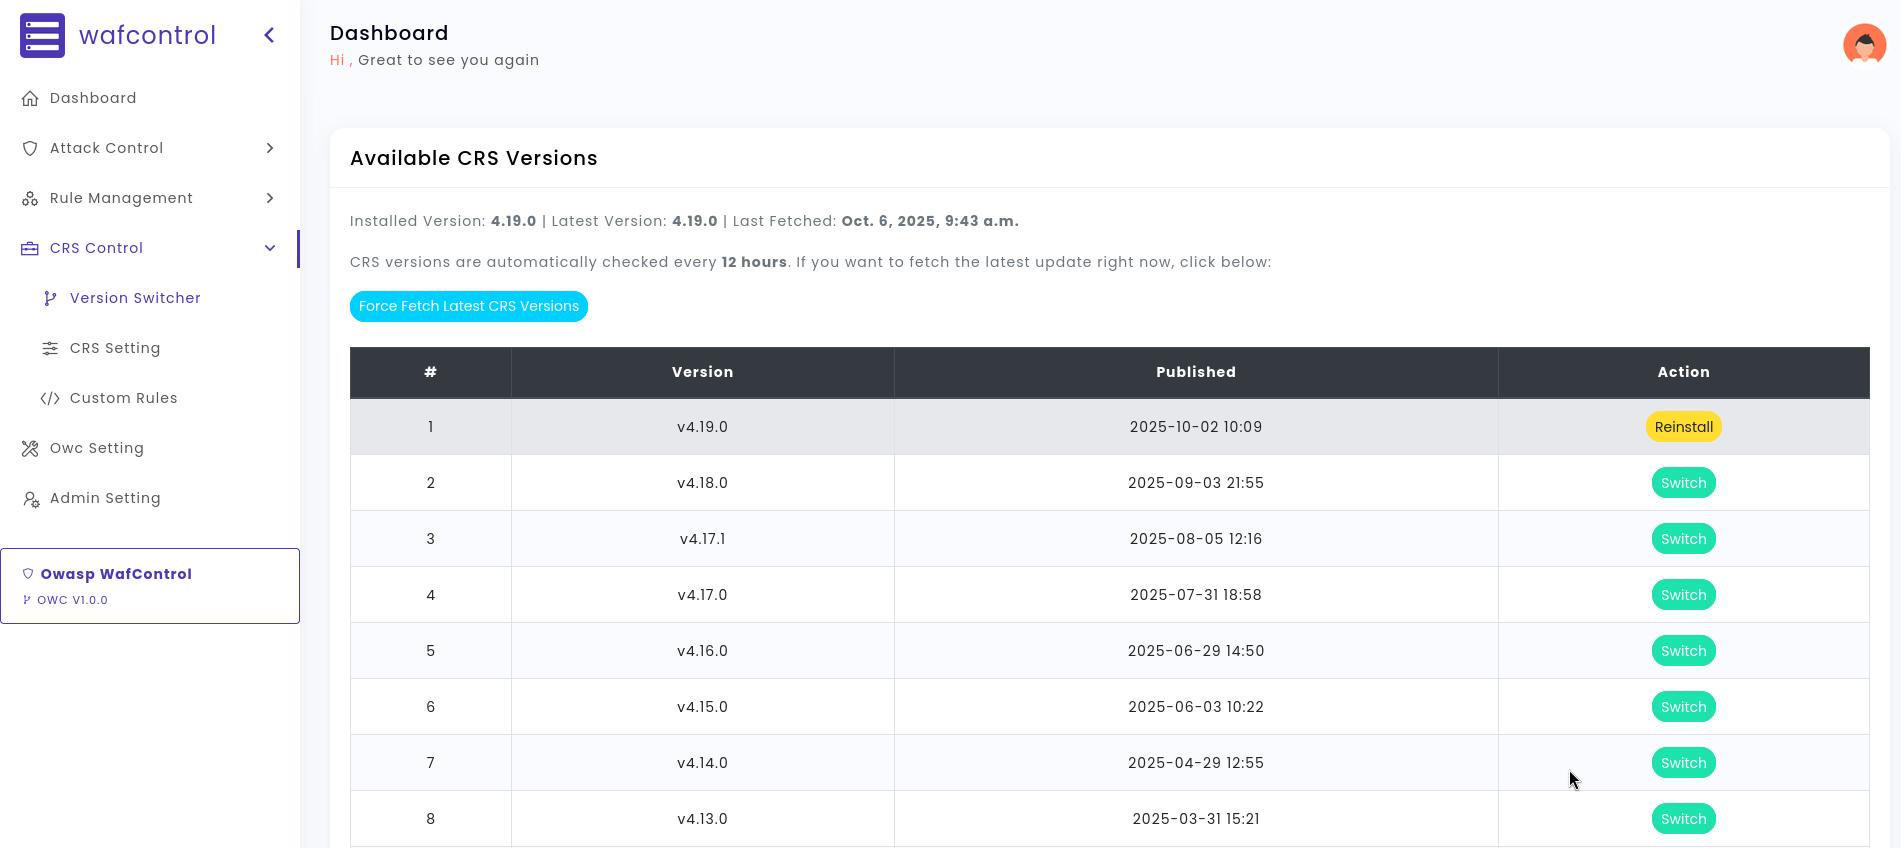 wafcontrol
Dashboard
Attack Control
Rule Management
CRS Control
Version Switcher
CRS Setting
Custom Rules
Owc Setting
Admin Setting
Owasp WafControl
OWC V1.0.0
Dashboard
Hi , Great to see you again
Available CRS Versions
Installed Version: 4.19.0 | Latest Version: 4.19.0 | Last Fetched: Oct. 6, 2025, 9:43 a.m.
CRS versions are automatically checked every 12 hours. If you want to fetch the latest update right now, click below:
Force Fetch Latest CRS Versions
# Version Published Action
1 v4.19.0 2025-10-02 10:09 Reinstall
2 v4.18.0 2025-09-03 21:55 Switch
3 v4.17.1 2025-08-05 12:16 Switch
4 v4.17.0 2025-07-31 18:58 Switch
5 v4.16.0 2025-06-29 14:50 Switch
6 v4.15.0 2025-06-03 10:22 Switch
7 v4.14.0 2025-04-29 12:55 Switch
8 v4.13.0 2025-03-31 15:21 Switch